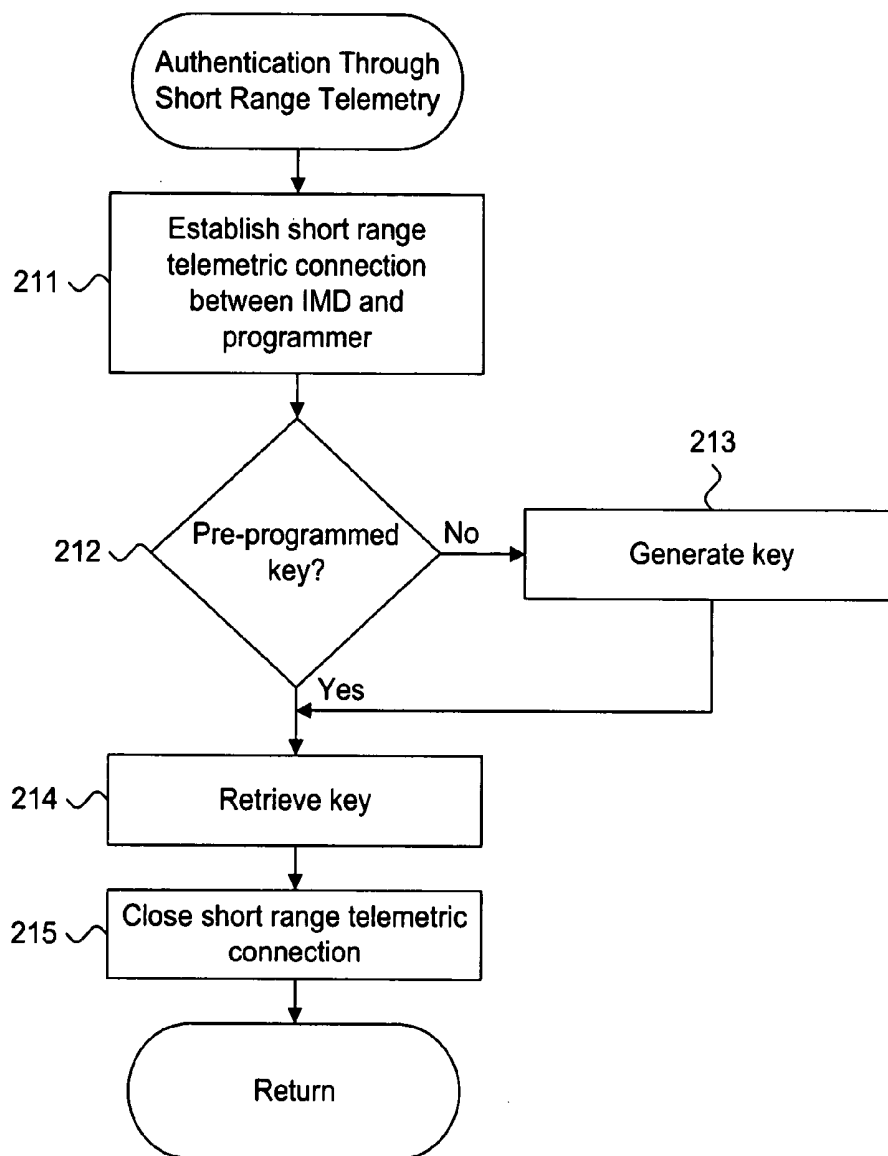 Authentication Through
Short Range Telemetry
Establish short range
telemetric connection
between IMD and
programmer
211
213
Pre-programmed
key?
212
No
Generate key
Yes
Retrieve key
214
Close short range telemetric
connection
215
Return